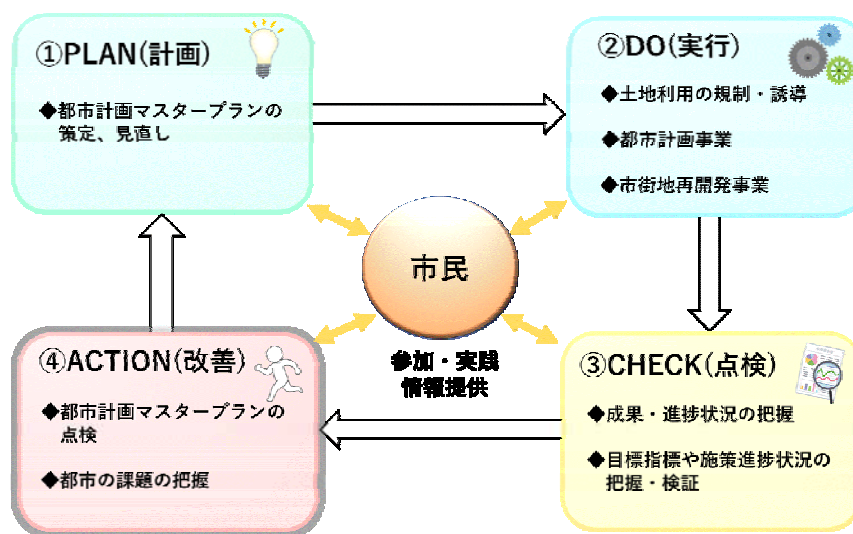 ①PLAN(計画)
◆都市計画マスタープランの
策定、見直し
②DO(実行)
◆土地利用の規制・誘導
◆都市計画事業
◆市街地再開発事業
市民
参加・実践
情報提供
③CHECK(点検)
◆成果・進捗状況の把握
◆目標指標や施策進捗状況の
把握・検証
④ACTION(改善)
◆都市計画マスタープランの
点検
◆都市の課題の把握